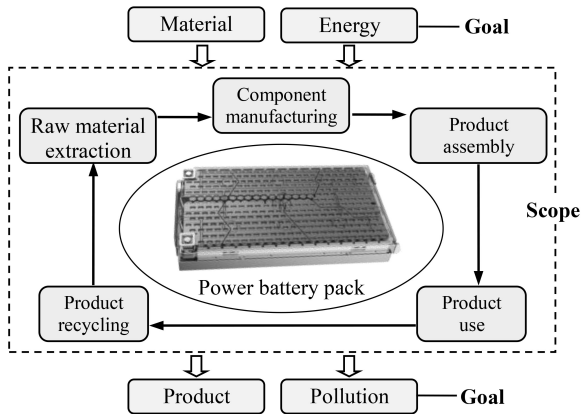 Material
Energy
Goal
Component
manufacturing
Raw material
extraction
Product
assembly
Scope
Power battery pack
Product
recycling
Product
use
Product
Pollution
Goal